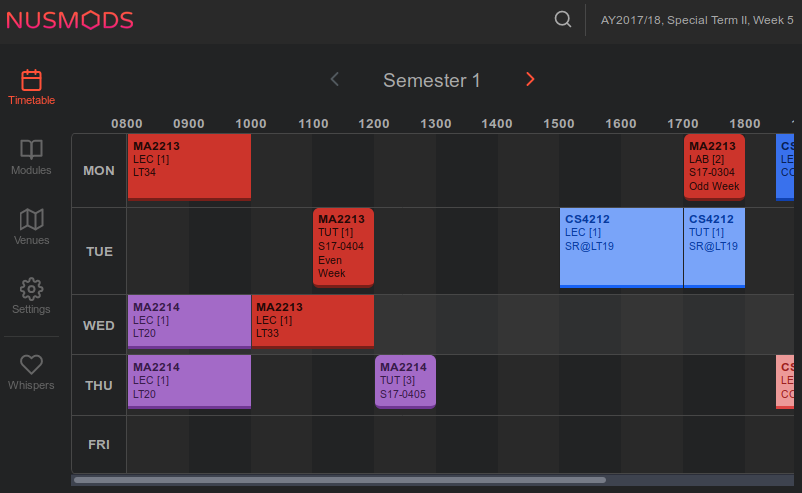 NUSMODS
AY2017/18, Special Term II, Week 5
Timetable
Modules
Venues
Settings
Whispers
Semester 1
0800 0900 1000 1100 1200 1300 1400 1500 1600 1700 1800
MON
MA2213
LEC [1]
LT34
MA2213
LAB [2]
S17-0304
Odd Week
CS
LE
CO
TUE
MA2213
TUT [1]
S17-0404
Even
Week
CS4212
LEC [1]
SR@LT19
CS4212
TUT [1]
SR@LT19
WED
MA2214
LEC [1]
LT20
MA2213
LEC [1]
LT33
THU
MA2214
LEC [1]
LT20
MA2214
TUT [3]
S17-0405
CS
LE
CO
FRI